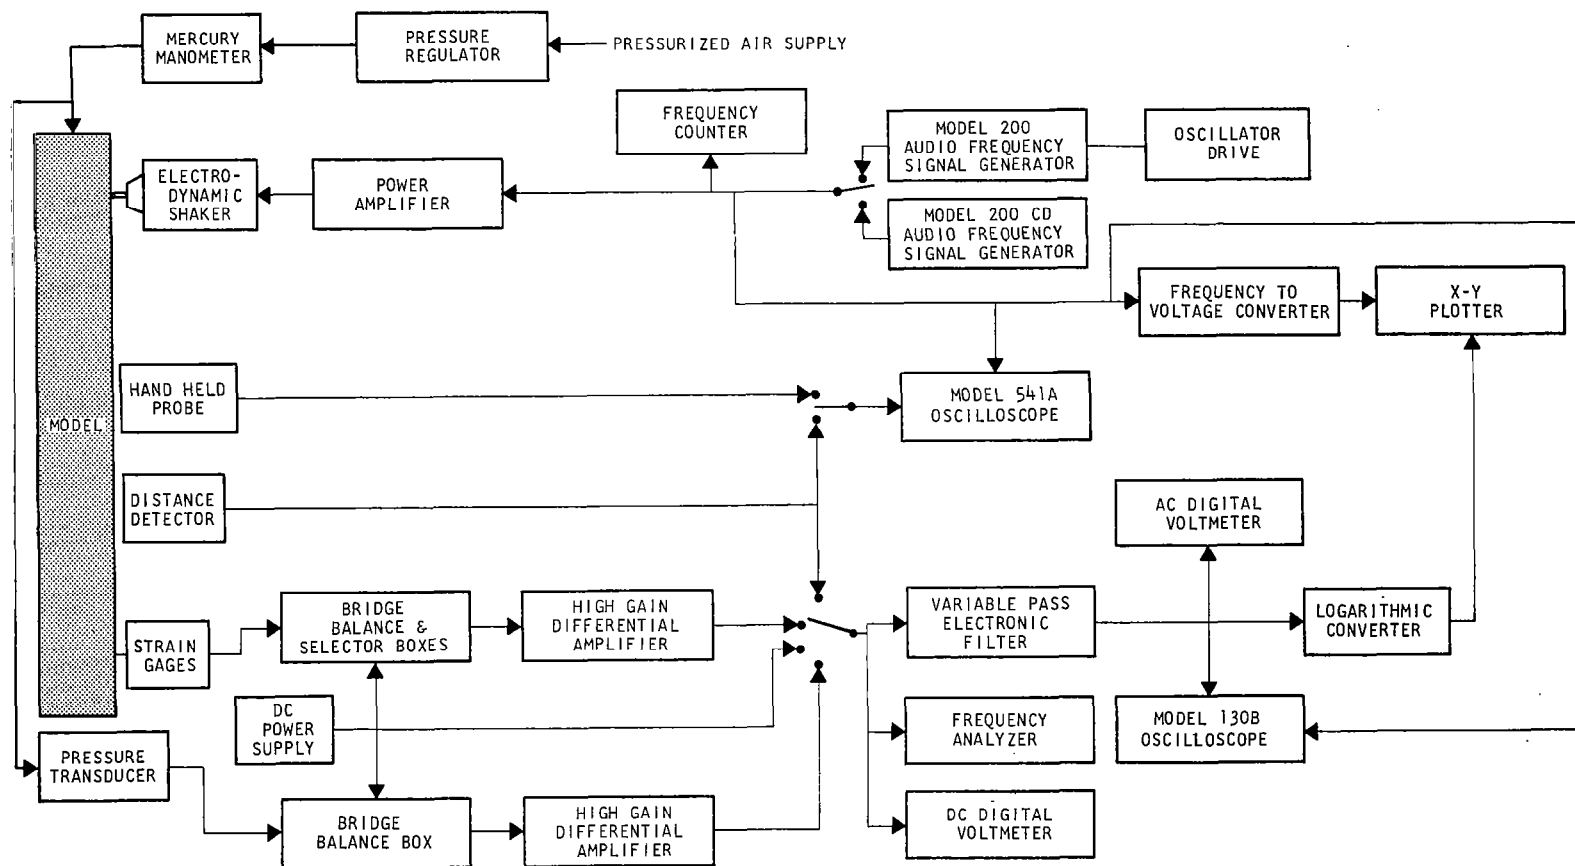 MERCURY
MANOMETER
PRESSURE
REGULATOR
PRESSURIZED AIR SUPPLY
FREQUENCY
COUNTER
MODEL 200
AUDIO FREQUENCY
SIGNAL GENERATOR
OSCILLATOR
DRIVE
ELECTRO-
DYNAMIC
SHAKER
POWER
AMPLIFIER
MODEL 200 CD
AUDIO FREQUENCY
SIGNAL GENERATOR
FREQUENCY TO
VOLTAGE CONVERTER
X-Y
PLOTTER
HAND HELD
PROBE
MODEL 541A
OSCILLOSCOPE
MODEL
DISTANCE
DETECTOR
AC DIGITAL
VOLTMETER
STRAIN
GAGES
BRIDGE
BALANCE &
SELECTOR BOXES
HIGH GAIN
DIFFERENTIAL
AMPLIFIER
VARIABLE PASS
ELECTRONIC
FILTER
LOGARITHMIC
CONVERTER
DC
POWER
SUPPLY
FREQUENCY
ANALYZER
MODEL 130B
OSCILLOSCOPE
PRESSURE
TRANSDUCER
BRIDGE
BALANCE BOX
HIGH GAIN
DIFFERENTIAL
AMPLIFIER
DC DIGITAL
VOLTMETER